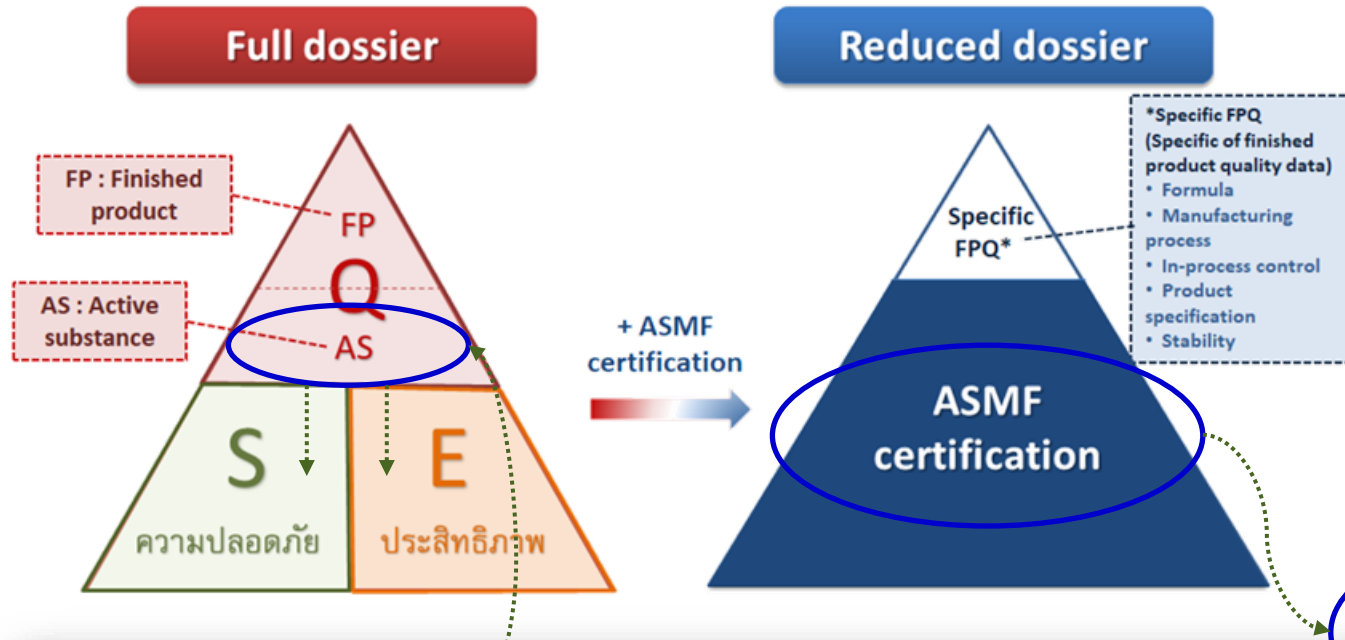 Full dossier
Reduced dossier
FP : Finished
product
AS : Active
substance
FP
Q
AS
S
ความปลอดภัย
E
ประสิทธิภาพ
+ ASMF
certification
Specific
FPQ*
ASMF
certification
*Specific FPQ
(Specific of finished
product quality data)
• Formula
• Manufacturing
process
• In-process control
• Product
specification
• Stability